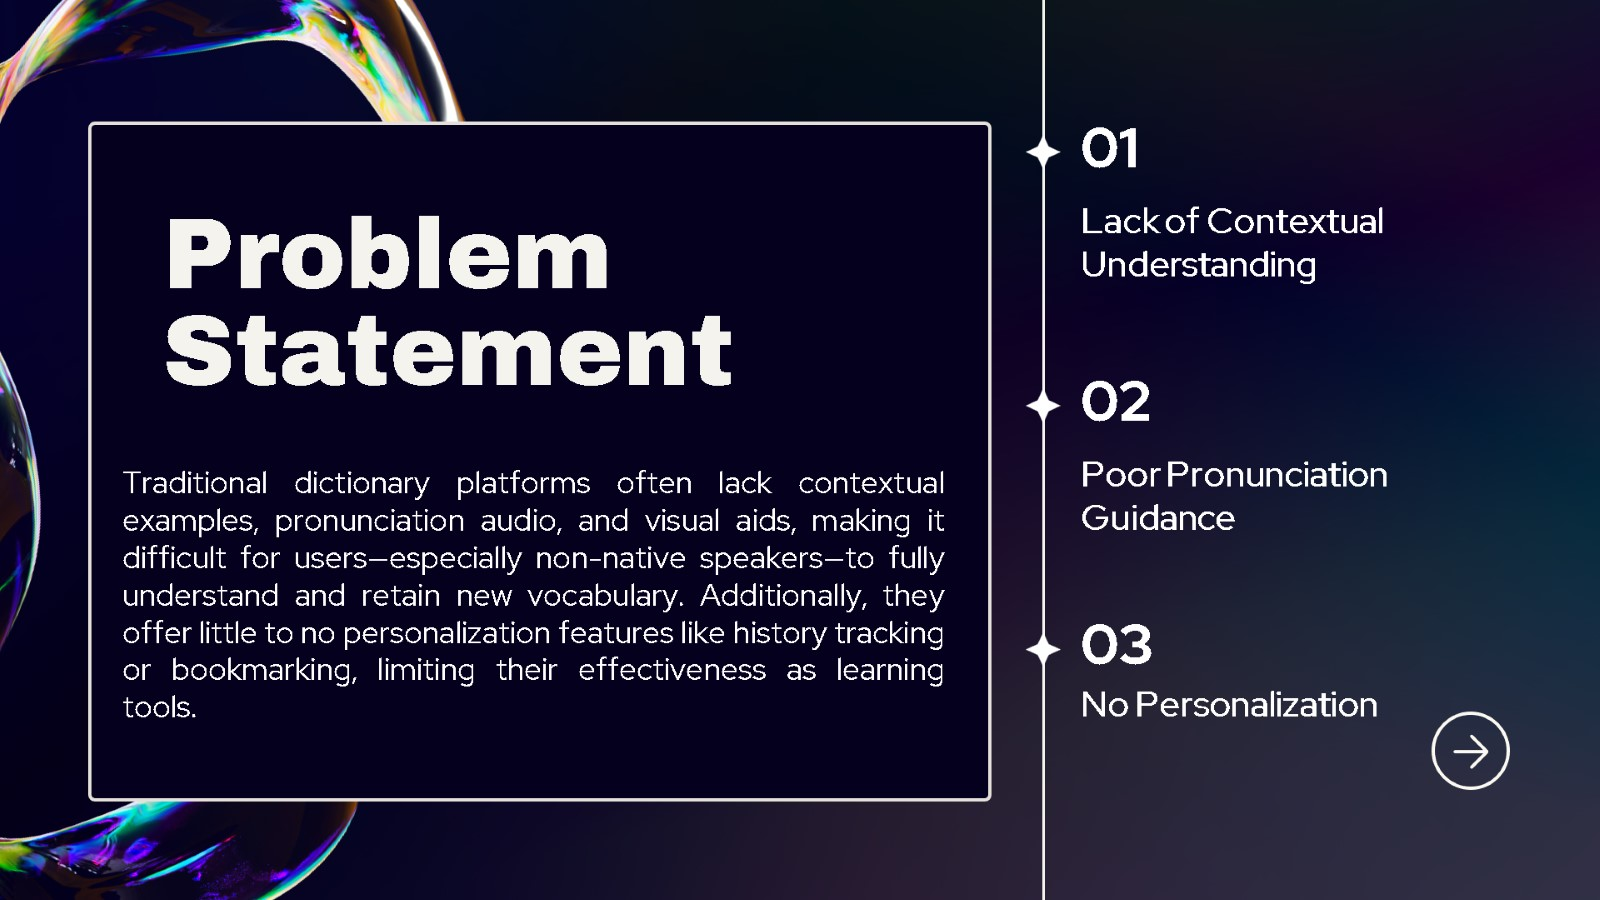 Problem
Statement
Traditional dictionary platforms often lack contextual
examples, pronunciation audio, and visual aids, making it
difficult for users—especially non-native speakers—to fully
understand and retain new vocabulary. Additionally, they
offer little to no personalization features like history tracking
or bookmarking, limiting their effectiveness as learning
tools.
01
Lack of Contextual
Understanding
02
Poor Pronunciation
Guidance
03
No Personalization